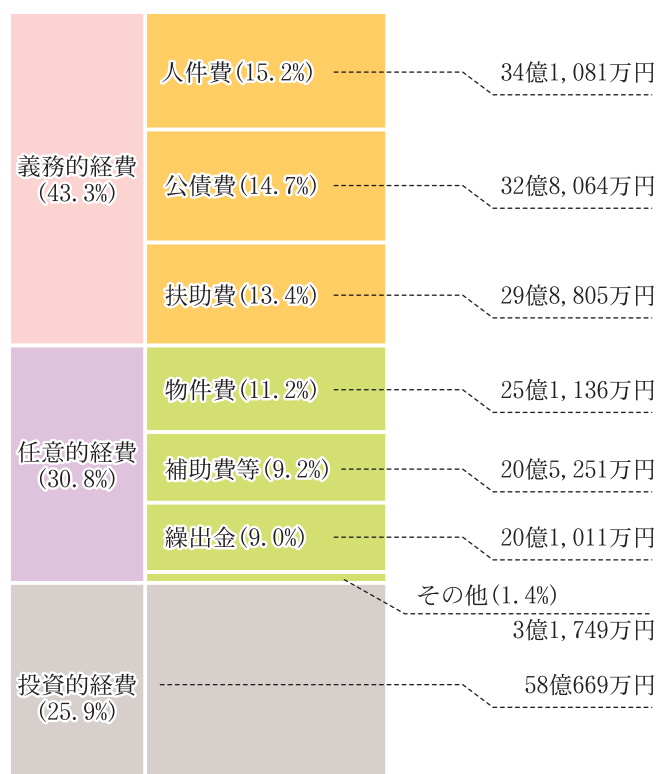 義務的経費
(43.3%)
人件費(15.2%)
34億1,081万円
公債費(14.7%)
32億8,064万円
扶助費(13.4%)
29億8,805万円
任意的経費
(30.8%)
物件費(11.2%)
25億1,136万円
補助費等(9.2%)
20億5,251万円
繰出金(9.0%)
20億1,011万円
その他(1.4%)
3億1,749万円
投資的経費
(25.9%)
58億669万円